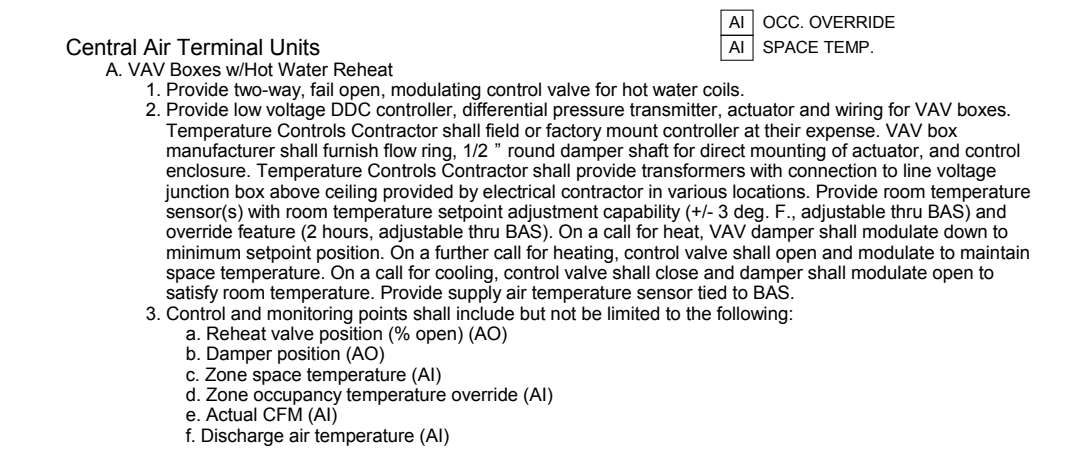 AI OCC. OVERRIDE
AI SPACE TEMP.
Central Air Terminal Units
A. VAV Boxes w/Hot Water Reheat
1. Provide two-way, fail open, modulating control valve for hot water coils.
2. Provide low voltage DDC controller, differential pressure transmitter, actuator and wiring for VAV boxes.
Temperature Controls Contractor shall field or factory mount controller at their expense. VAV box
manufacturer shall furnish flow ring, 1/2 ” round damper shaft for direct mounting of actuator, and control
enclosure. Temperature Controls Contractor shall provide transformers with connection to line voltage
junction box above ceiling provided by electrical contractor in various locations. Provide room temperature
sensor(s) with room temperature setpoint adjustment capability (+/- 3 deg. F., adjustable thru BAS) and
override feature (2 hours, adjustable thru BAS). On a call for heat, VAV damper shall modulate down to
minimum setpoint position. On a further call for heating, control valve shall open and modulate to maintain
space temperature. On a call for cooling, control valve shall close and damper shall modulate open to
satisfy room temperature. Provide supply air temperature sensor tied to BAS.
3. Control and monitoring points shall include but not be limited to the following:
a. Reheat valve position (% open) (AO)
b. Damper position (AO)
c. Zone space temperature (AI)
d. Zone occupancy temperature override (AI)
e. Actual CFM (AI)
f. Discharge air temperature (AI)